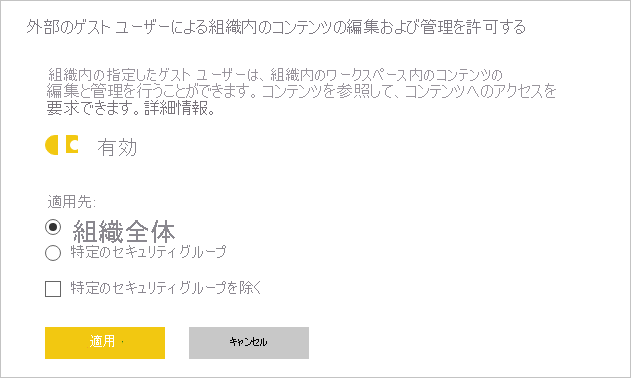 外部のゲスト ユーザーによる組織内のコンテンツの編集および管理を許可する
組織内の指定したゲスト ユーザーは、組織内のワークスペース内のコンテンツの
編集と管理を行うことができます。コンテンツを参照して、コンテンツへのアクセスを
要求できます。詳細情報。
有効
適用先:
組織全体
特定のセキュリティグループ
特定のセキュリティグループを除く
適用
キャンセル